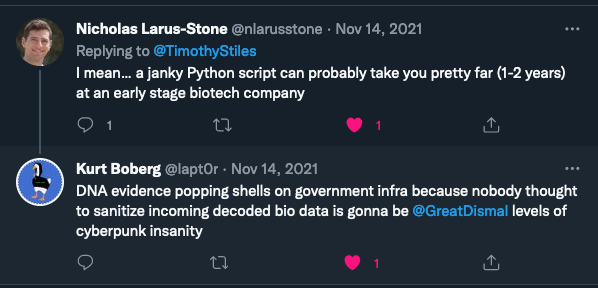 Nicholas Larus-Stone @nlarusstone · Nov 14, 2021
Replying to @TimothyStiles
I mean... a janky Python script can probably take you pretty far (1-2 years)
at an early stage biotech company
1 1
Kurt Boberg @lapt0r · Nov 14, 2021
DNA evidence popping shells on government infra because nobody thought
to sanitize incoming decoded bio data is gonna be @GreatDismal levels of
cyberpunk insanity
1